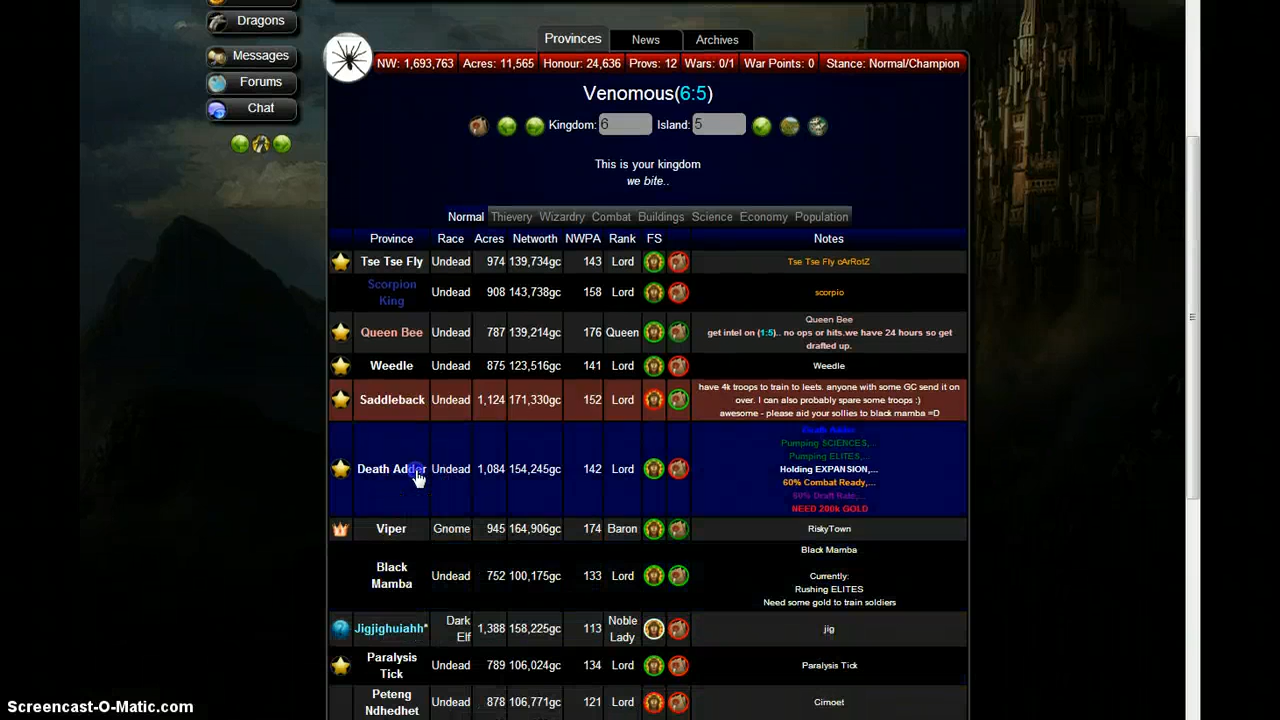 Dragons
Messages
Forums
Chat
Provinces News Archives
NW: 1,693,763 Acres: 11,565 Honour: 24,636 Provs: 12 Wars: 0/1 War Points: 0 Stance: Normal/Champion
Venomous(6:5)
Kingdom: 6 Island: 5
This is your kingdom
we bite..
Normal Thievery Wizardry Combat Buildings Science Economy Population
Province Race Acres Networth NWPA Rank FS Notes
Tse Tse Fly Undead 974 139,734gc 143 Lord Tse Tse Fly cArRotZ
Scorpion
King Undead 908 143,738gc 158 Lord scorpio
Queen Bee Undead 787 139,214gc 176 Queen Queen Bee
get intel on (1:5).. no ops or hits.we have 24 hours so get
drafted up.
Weedle Undead 875 123,516gc 141 Lord Weedle
Saddleback Undead 1,124 171,330gc 152 Lord have 4k troops to train to leets. anyone with some GC send it on
over. I can also probably spare some troops :)
awesome - please aid your sollies to black mamba =D
Death Adder Undead 1,084 154,245gc 142 Lord Death Adder
Pumping SCIENCES,...
Pumping ELITES,...
Holding EXPANSION,...
60% Combat Ready,...
60% Draft Rate,...
NEED 200k GOLD
Viper Gnome 945 164,906gc 174 Baron RiskyTown
Black
Mamba Undead 752 100,175gc 133 Lord Black Mamba
Currently:
Rushing ELITES
Need some gold to train soldiers
Jigjighuiahh* Dark
Elf 1,388 158,225gc 113 Noble
Lady jig
Paralysis
Tick Undead 789 106,024gc 134 Lord Paralysis Tick
Peteng
Ndhedhet Undead 878 106,771gc 121 Lord Cimoet
Screencast-O-Matic.com